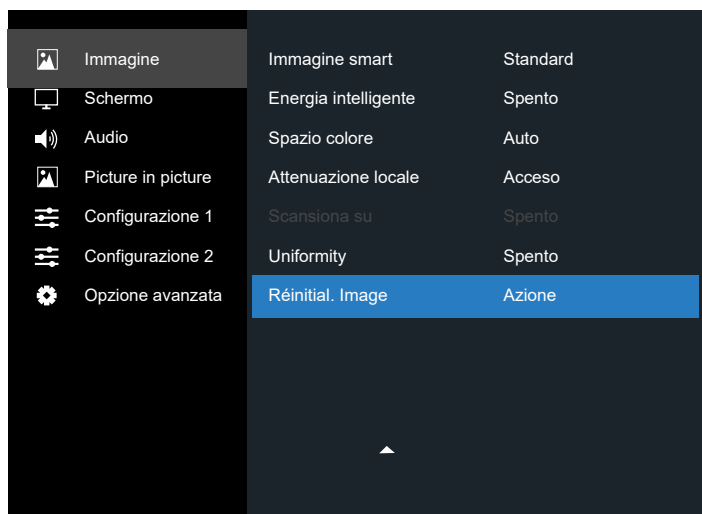 Immagine Immagine smart Standard
Schermo Energia intelligente Spento
Audio Spazio colore Auto
Picture in picture Attenuazione locale Acceso
Configurazione 1 Scansiona su Spento
Configurazione 2 Uniformity Spento
Opzione avanzata Réinitial. Image Azione